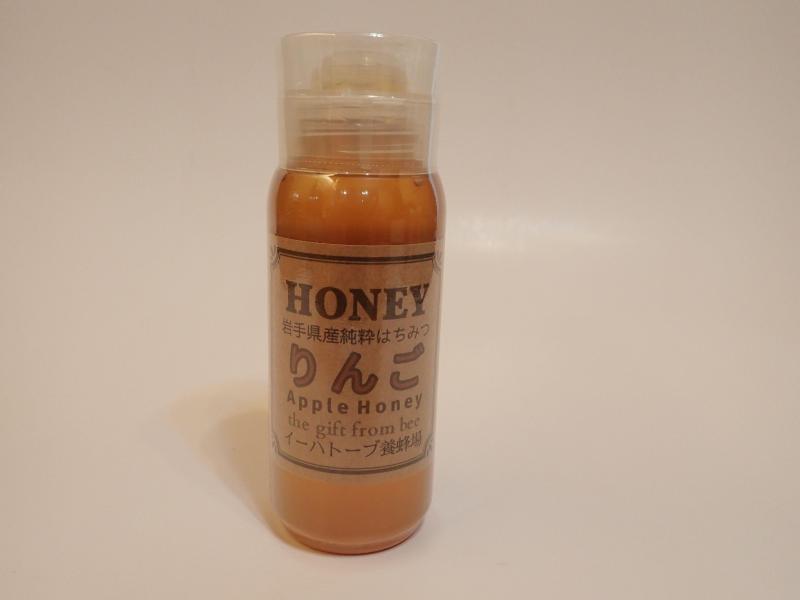 HONEY
岩手県産純粋はちみつ
りんご
Apple Honey
the gift from bee
イーハトーブ養蜂場